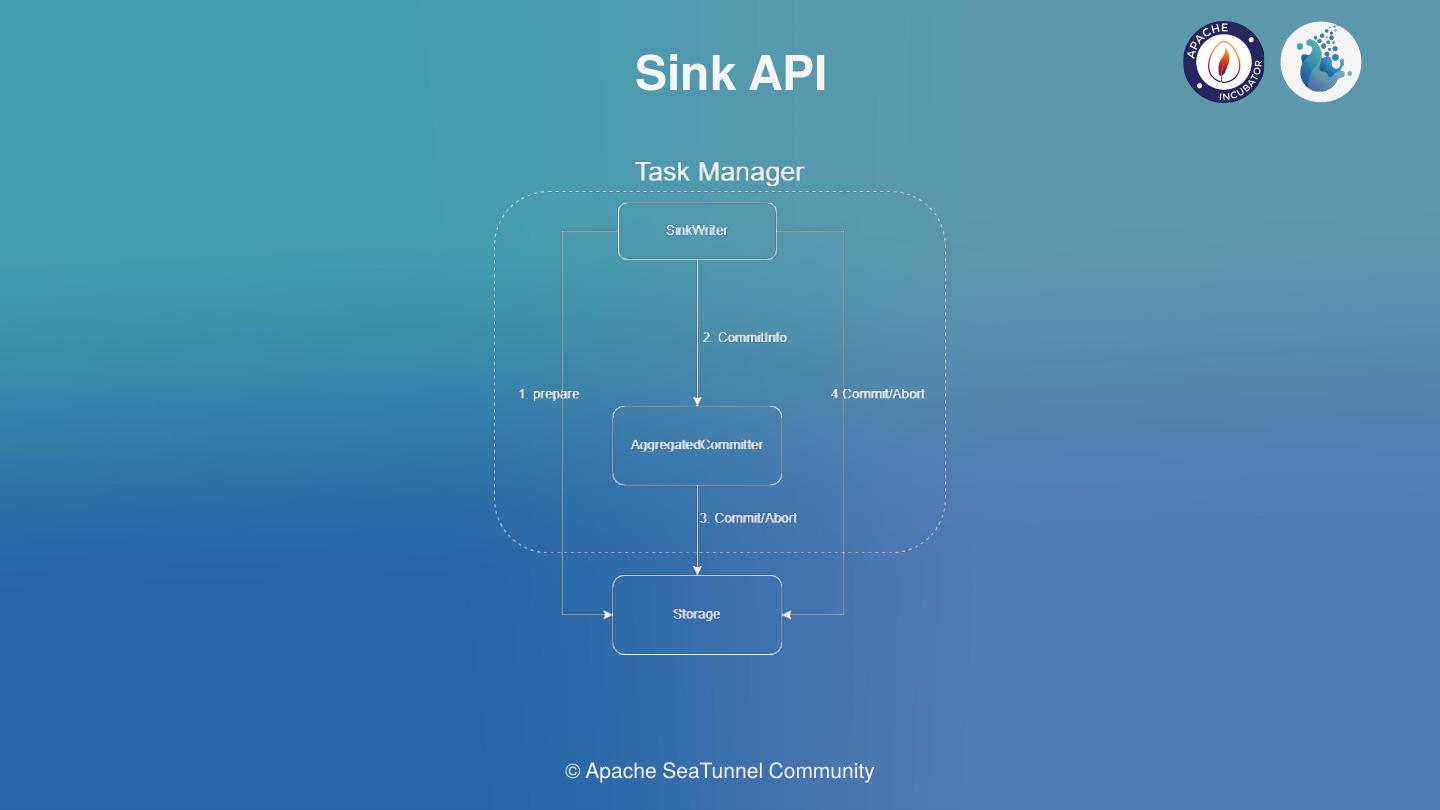 Sink API
APACHE
INCUBATOR
Task Manager
SinkWriter
2. CommitInfo
1. prepare
4.Commit/Abort
AggregatedCommitter
3. Commit/Abort
Storage
© Apache SeaTunnel Community